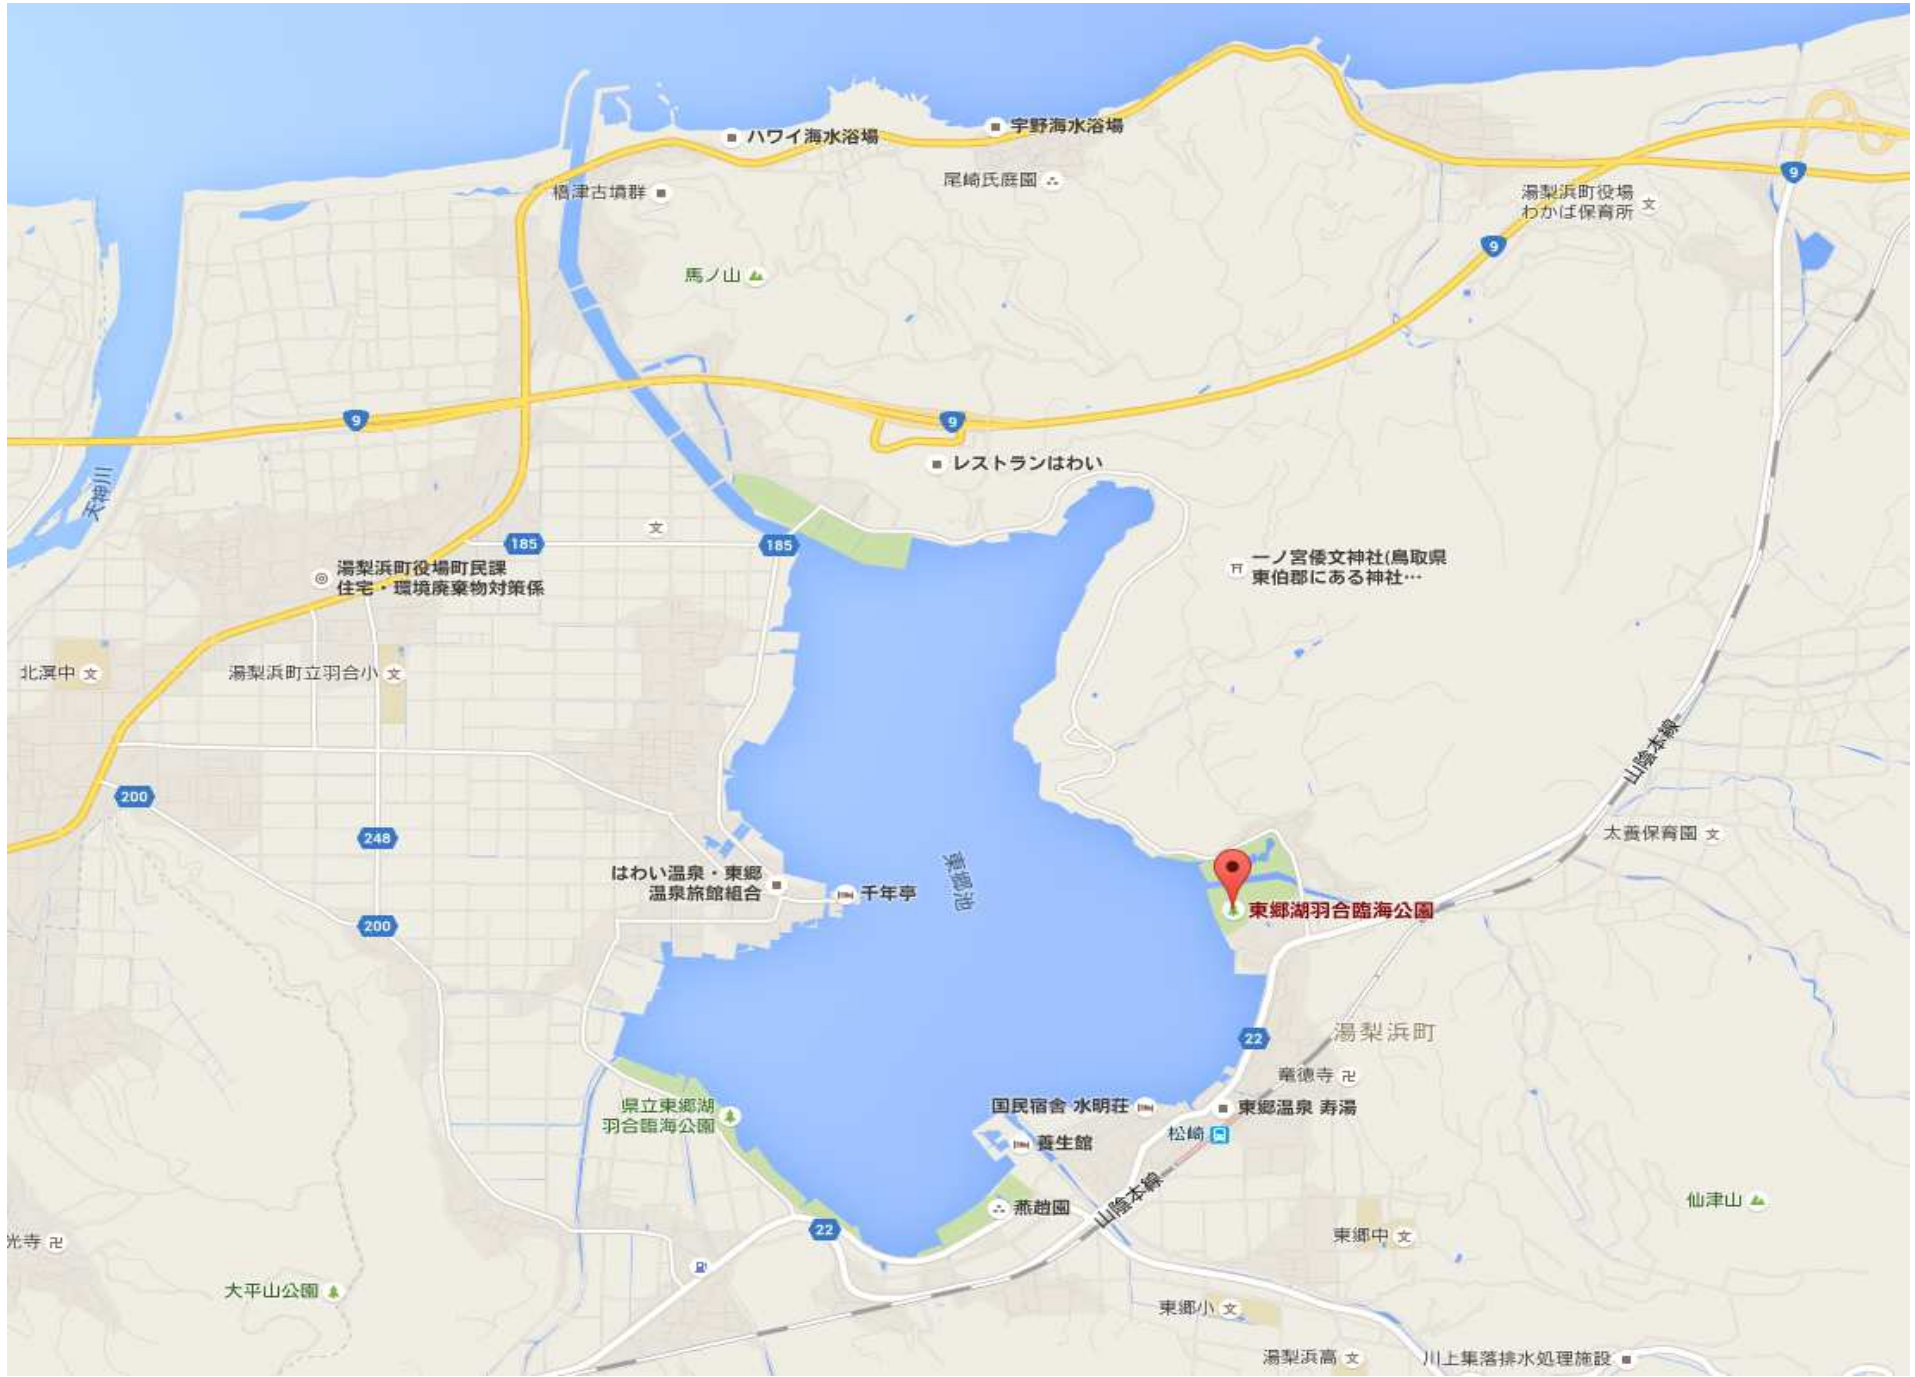 ハワイ海水浴場
宇野海水浴場
橋津古墳群
尾崎氏庭園
9
湯梨浜町役場
わかば保育所
9
馬ノ山
9
9
レストランはわい
天神川
185
185
湯梨浜町役場町民課
住宅・環境廃棄物対策係
一ノ宮倭文神社(鳥取県
東伯郡にある神社…
北溟中
湯梨浜町立羽合小
山陰本線
200
248
太養保育園
はわい温泉・東郷
温泉旅館組合
千年亭
東郷池
東郷湖羽合臨海公園
200
湯梨浜町
22
竜徳寺
県立東郷湖
羽合臨海公園
国民宿舎 水明荘
東郷温泉 寿湯
松崎
養生館
山陰本線
仙津山
燕趙園
22
東郷中
光寺
大平山公園
東郷小
湯梨浜高
川上集落排水処理施設